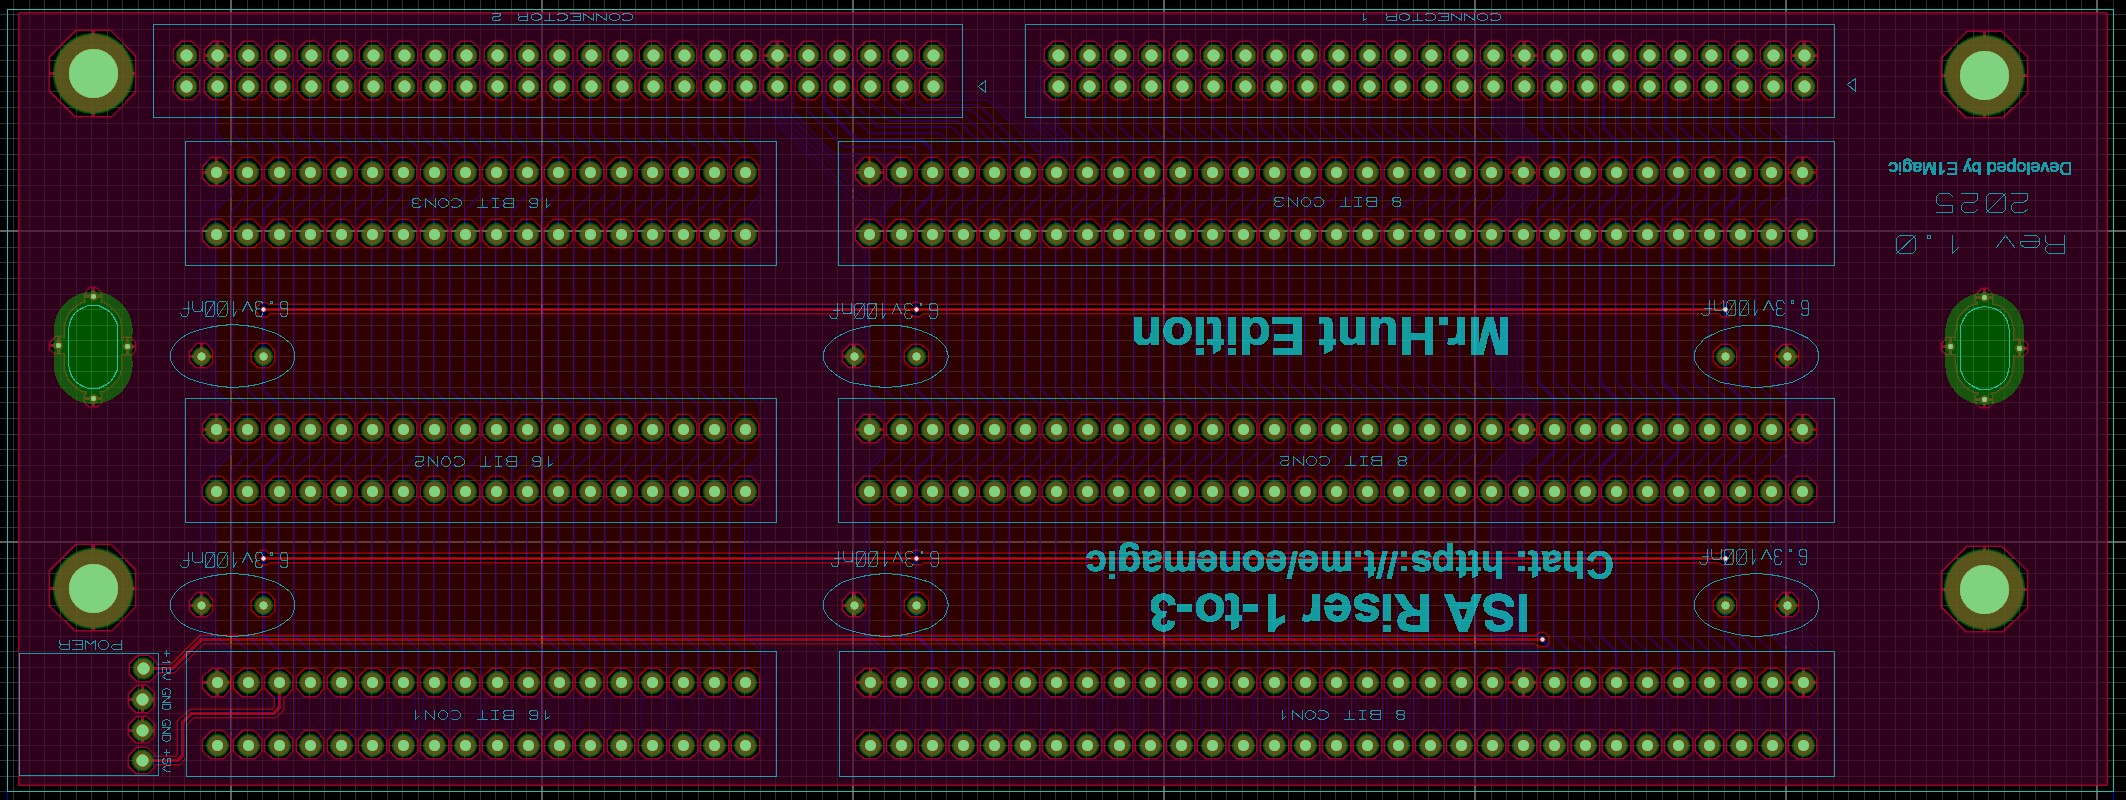 8 BIT CON1
16 BIT CON1
+5V
GND
GND
+12V
POWER
ISA Riser 1-to-3
Chat: https://t.me/eonemagic
6.3v100nF
6.3v100nF
6.3v100nF
8 BIT CON2
16 BIT CON2
Mr.Hunt Edition
6.3v100nF
6.3v100nF
6.3v100nF
Rev 1.0
2025
Developed by E1Magic
8 BIT CON3
16 BIT CON3
CONNECTOR 1
CONNECTOR 2